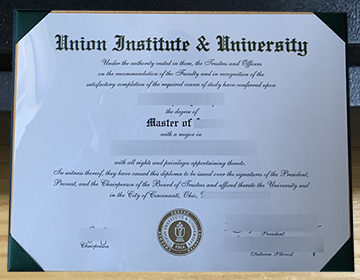 Union Institute & University
Under the authority vested in them, the Trustees and Officers
on the recommendation of the Faculty and in recognition of the
satisfactory completion of the required course of study have conferred upon
the degree of
Master of
with a major in
with all rights and privileges appertaining thereto.
In witness thereof, they have caused this diploma to be issued over the signatures of the President,
Provost, and the Chairperson of the Board of Trustees and affixed thereto the University seal
in the City of Cincinnati, Ohio,
President
Chairperson